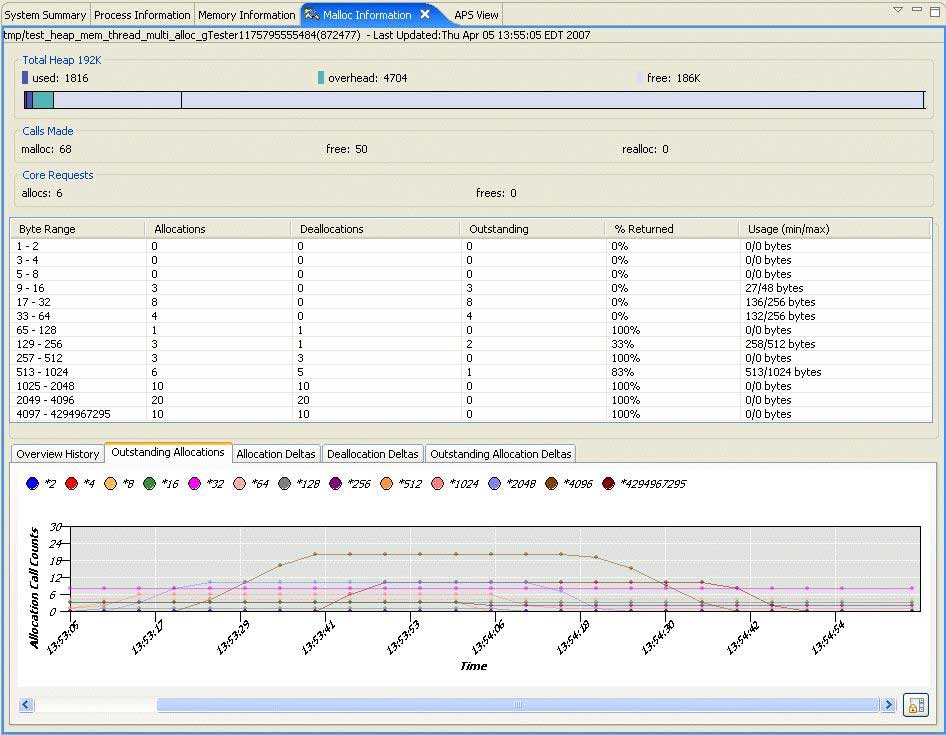 System Summary Process Information Memory Information Malloc Information APS View
tmp/test_heap_mem_thread_multi_alloc_gTester1175795555484(872477) - Last Updated:Thu Apr 05 13:55:05 EDT 2007
Total Heap 192K
used: 1816 overhead: 4704 free: 186K
Calls Made
malloc: 68 free: 50 realloc: 0
Core Requests
allocs: 6 frees: 0
Byte Range Allocations Deallocations Outstanding % Returned Usage (min/max)
1 - 2 0 0 0 0% 0/0 bytes
3 - 4 0 0 0 0% 0/0 bytes
5 - 8 0 0 0 0% 0/0 bytes
9 - 16 3 0 3 0% 27/48 bytes
17 - 32 8 0 8 0% 136/256 bytes
33 - 64 4 0 4 0% 132/256 bytes
65 - 128 1 1 0 100% 0/0 bytes
129 - 256 3 1 2 33% 258/512 bytes
257 - 512 3 3 0 100% 0/0 bytes
513 - 1024 6 5 1 83% 513/1024 bytes
1025 - 2048 10 10 0 100% 0/0 bytes
2049 - 4096 20 20 0 100% 0/0 bytes
4097 - 4294967295 10 10 0 100% 0/0 bytes
Overview History Outstanding Allocations Allocation Deltas Deallocation Deltas Outstanding Allocation Deltas
*2 *4 *8 *16 *32 *64 *128 *256 *512 *1024 *2048 *4096 *4294967295
Allocation Call Counts
30
24
18
12
6
0
13:53:05 13:53:17 13:53:29 13:53:41 13:53:53 13:54:06 13:54:18 13:54:30 13:54:42 13:54:54
Time